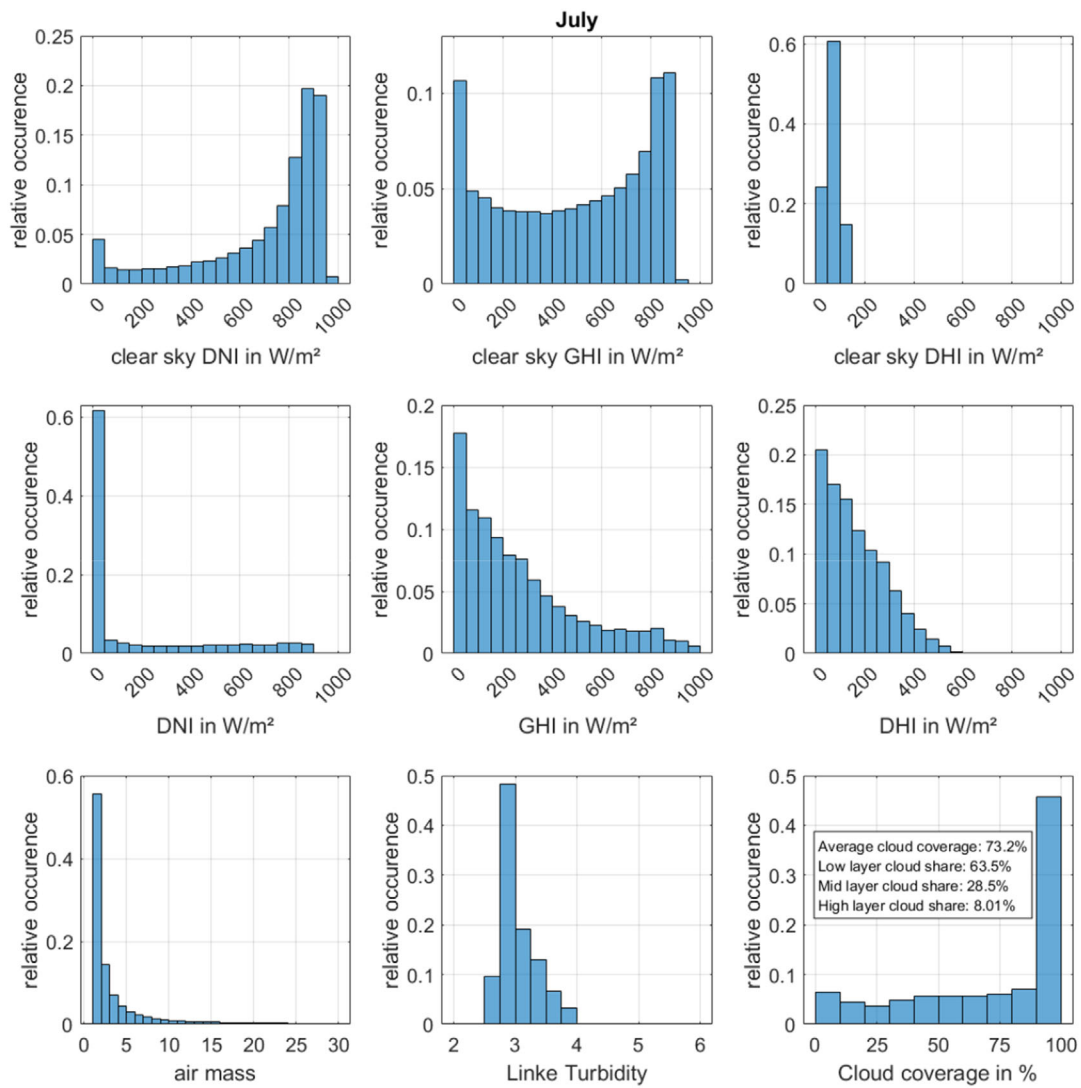 July
0.25
0.2
0.15
0.1
0.05
0
relative occurence
0 200 400 600 800 1000
clear sky DNI in W/m²
0.1
0.05
0
relative occurence
0 200 400 600 800 1000
clear sky GHI in W/m²
0.6
0.4
0.2
0
relative occurence
0 200 400 600 800 1000
clear sky DHI in W/m²
0.6
0.4
0.2
0
relative occurence
0 200 400 600 800 1000
DNI in W/m²
0.2
0.15
0.1
0.05
0
relative occurence
0 200 400 600 800 1000
GHI in W/m²
0.25
0.2
0.15
0.1
0.05
0
relative occurence
0 200 400 600 800 1000
DHI in W/m²
0.6
0.4
0.2
0
relative occurence
0 5 10 15 20 25 30
air mass
0.5
0.4
0.3
0.2
0.1
0
relative occurence
2 3 4 5 6
Linke Turbidity
0.5
0.4
0.3
0.2
0.1
0
relative occurence
Average cloud coverage: 73.2%
Low layer cloud share: 63.5%
Mid layer cloud share: 28.5%
High layer cloud share: 8.01%
0 25 50 75 100
Cloud coverage in %